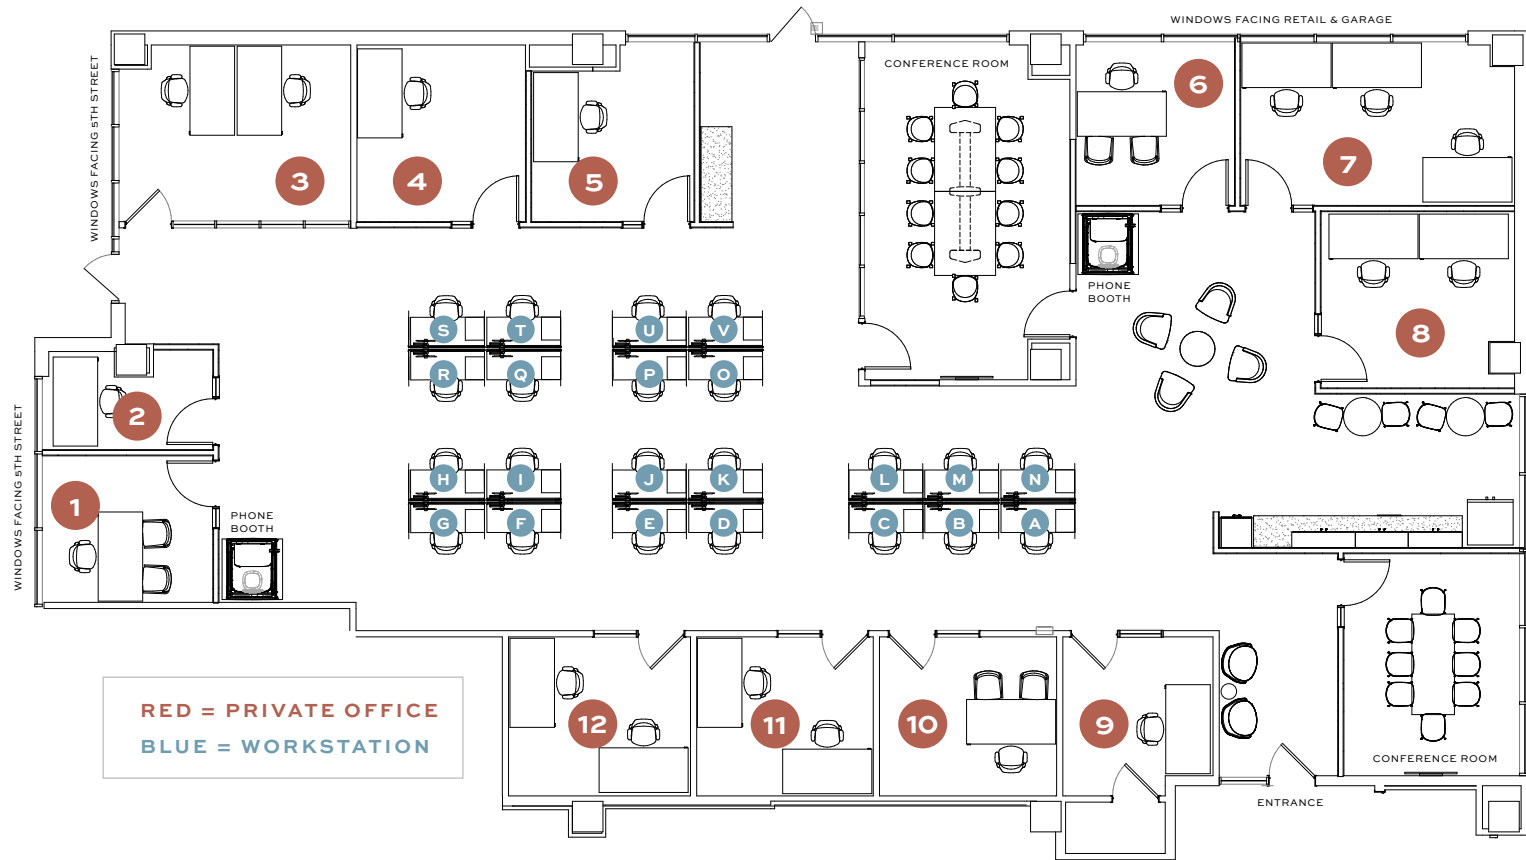 WINDOWS FACING RETAIL & GARAGE
WINDOWS FACING 5TH STREET
CONFERENCE ROOM
3
4
5
6
7
PHONE
BOOTH
8
S
T
U
V
R
Q
P
O
WINDOWS FACING 5TH STREET
2
1
H
I
J
K
L
M
N
G
F
E
D
C
B
A
PHONE
BOOTH
12
11
10
9
RED = PRIVATE OFFICE
BLUE = WORKSTATION
CONFERENCE ROOM
ENTRANCE